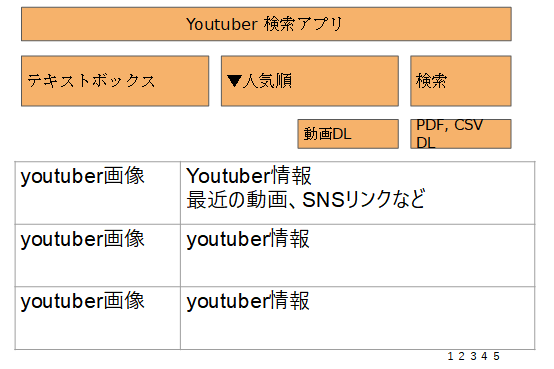 Youtuber 検索アプリ
テキストボックス
▼人気順
検索
動画DL
PDF, CSV
DL
youtuber画像
Youtuber情報
最近の動画、SNSリンクなど
youtuber画像
youtuber情報
youtuber画像
youtuber情報
1 2 3 4 5